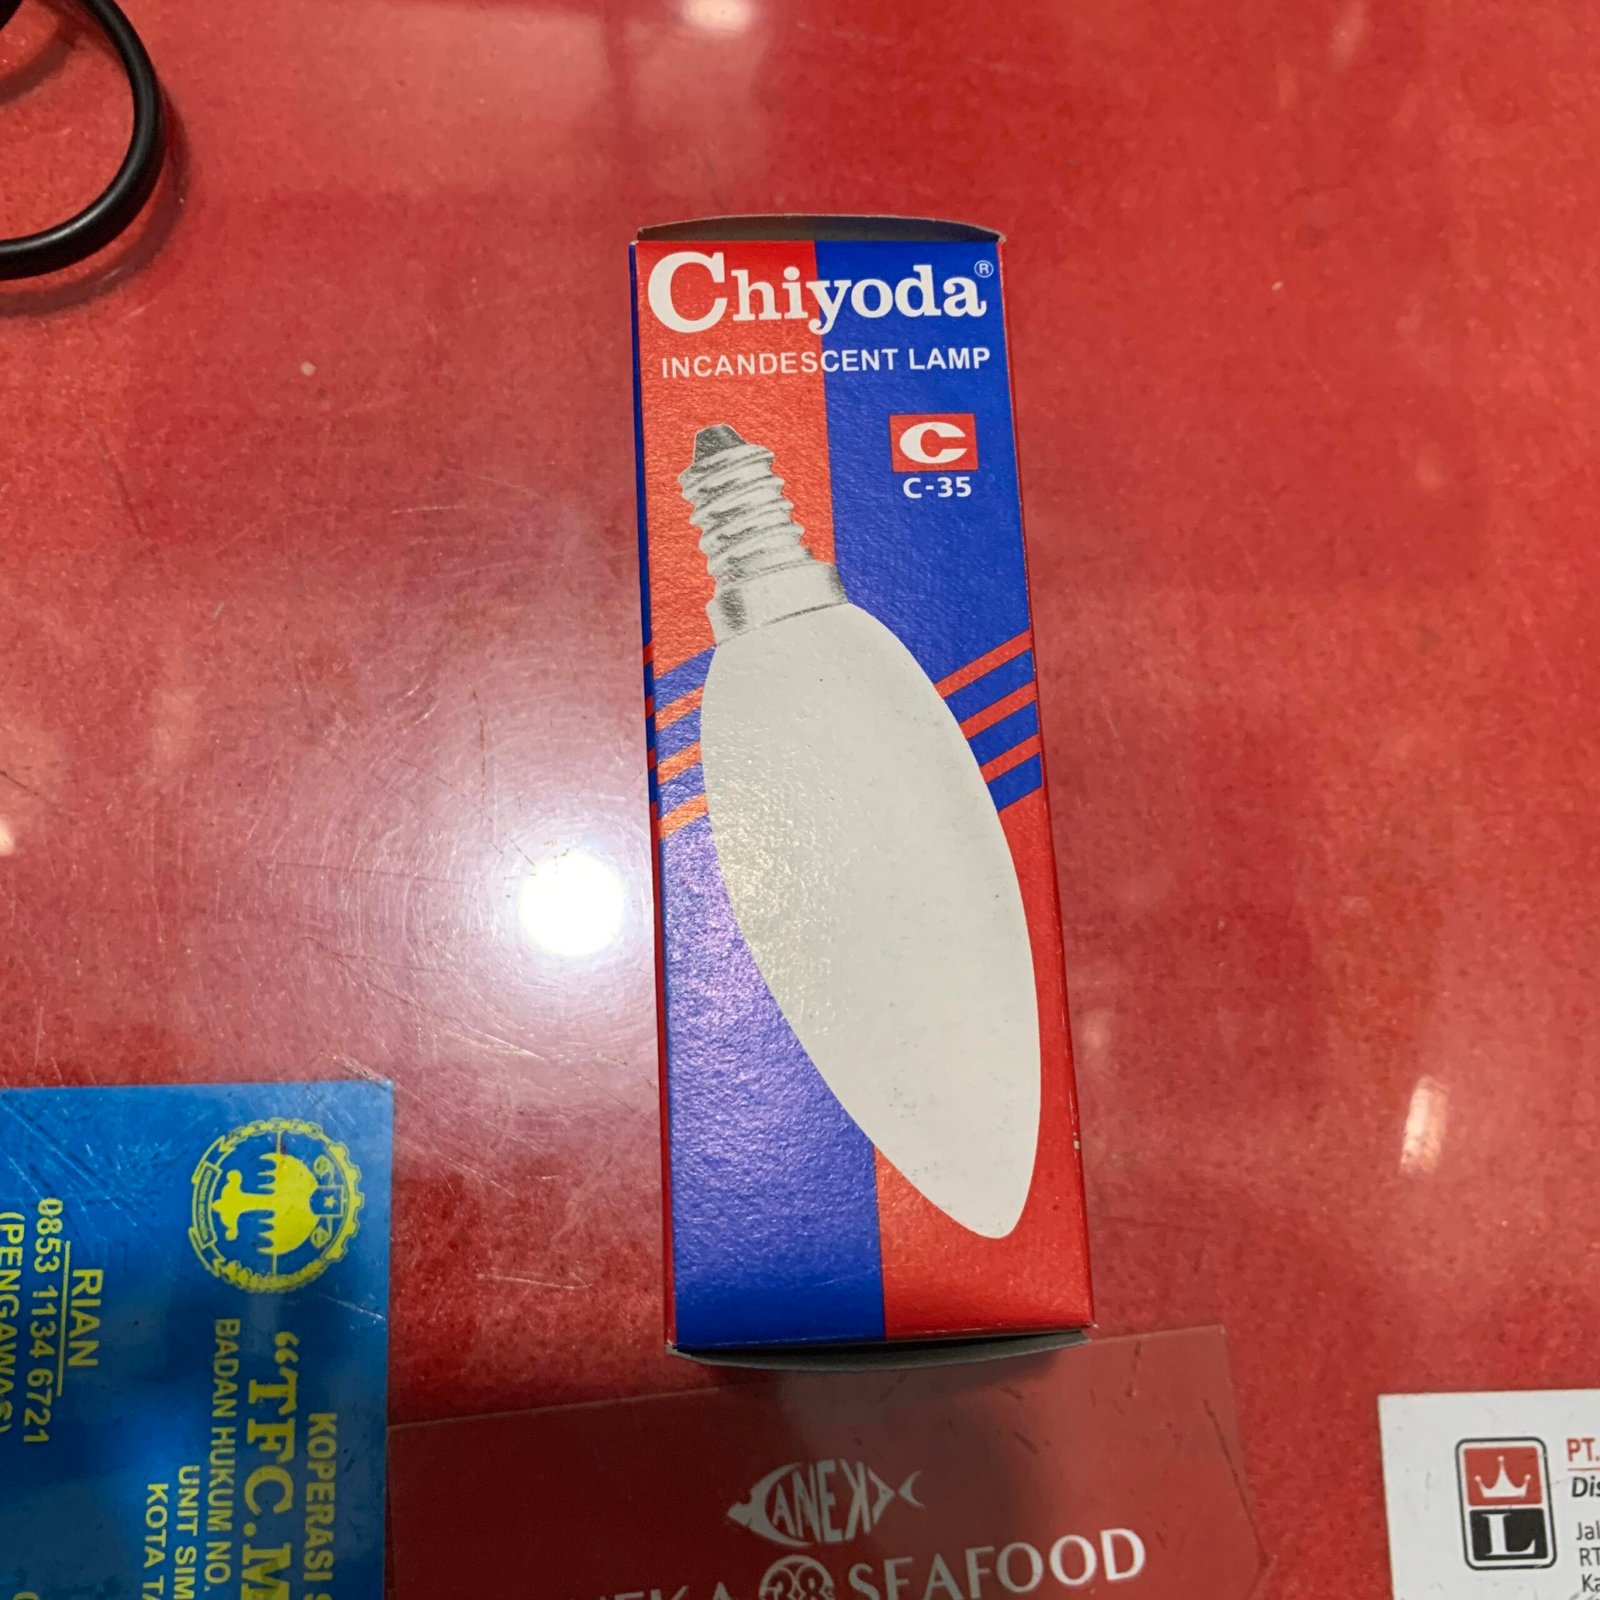 Chiyoda®
INCANDESCENT LAMP
C
C-35
KOPERASI
"TFC.M
BADAN HUKUM NO.
UNIT SIM
KOTA TA
RIAN
0853 1134 6721
(PENGAWAS)
ANEKA
SEAFOOD
L
PT.
Dis
Jal
RT
Ka